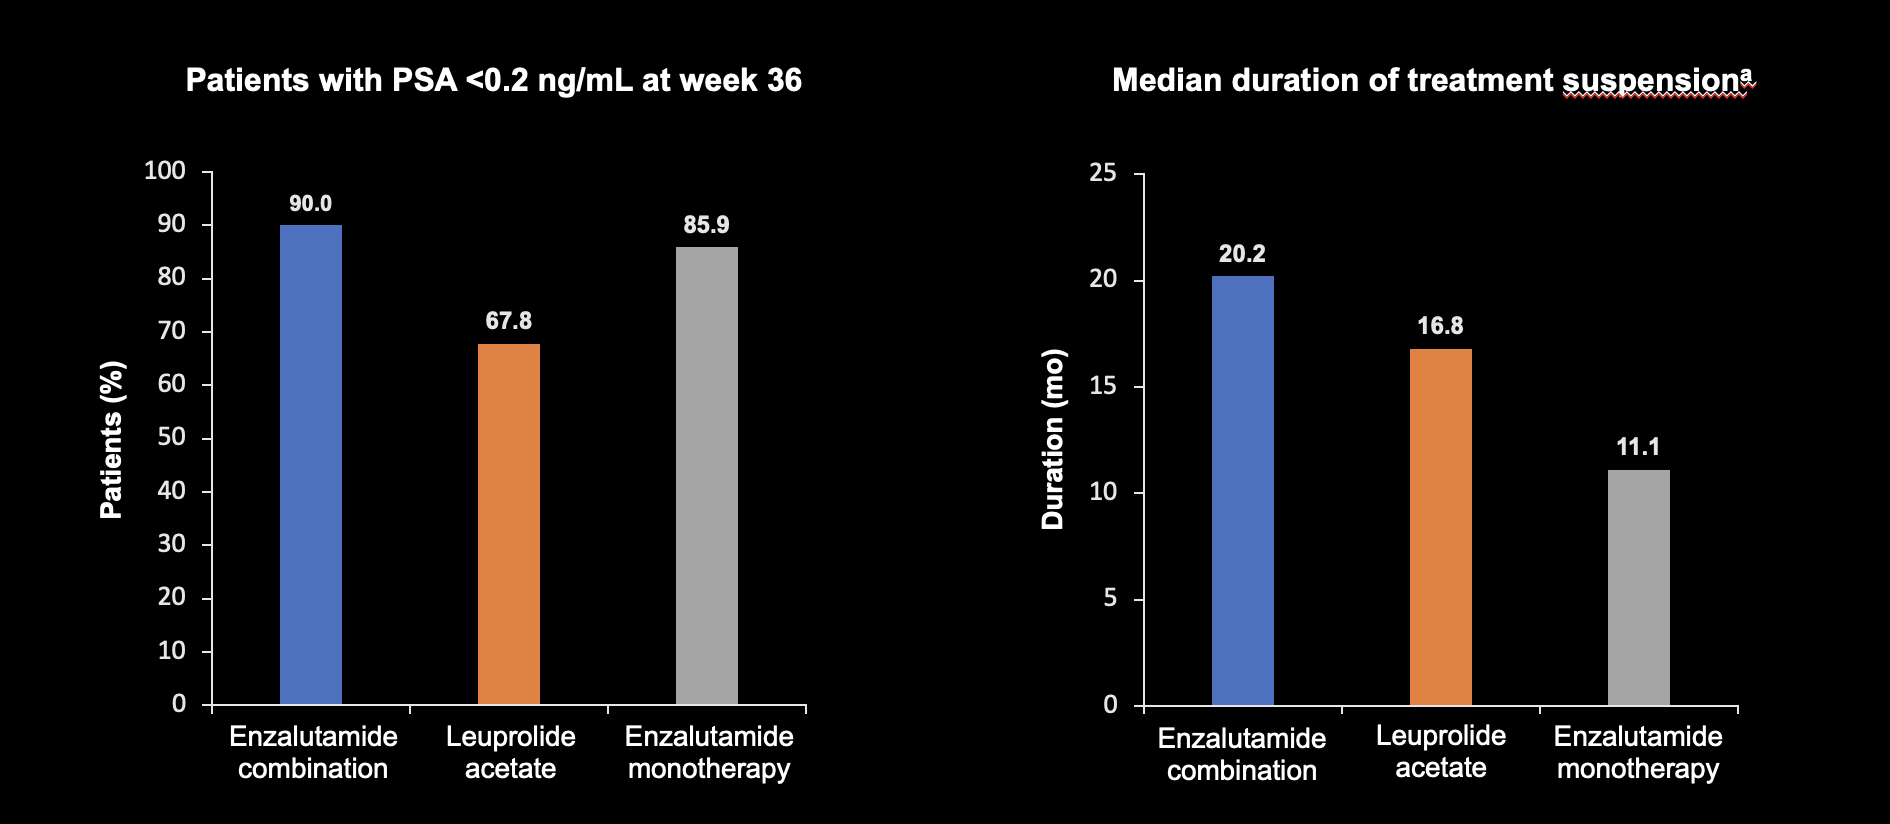 Patients with PSA <0.2 ng/mL at week 36
100
90
80
70
60
50
40
30
20
10
0
Patients (%)
90.0
67.8
85.9
Enzalutamide
combination
Leuprolide
acetate
Enzalutamide
monotherapy
Median duration of treatment suspensionᵃ
25
20
15
10
5
0
Duration (mo)
20.2
16.8
11.1
Enzalutamide
combination
Leuprolide
acetate
Enzalutamide
monotherapy